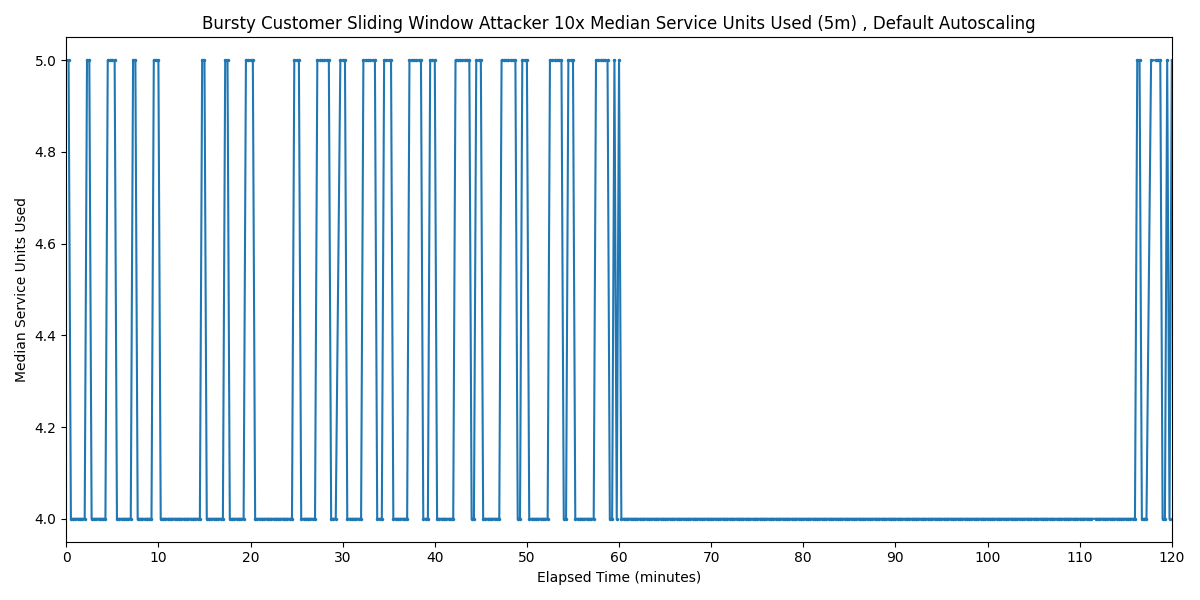 Bursty Customer Sliding Window Attacker 10x Median Service Units Used (5m) , Default Autoscaling
Median Service Units Used
5.0
4.8
4.6
4.4
4.2
4.0
0 10 20 30 40 50 60 70 80 90 100 110 120
Elapsed Time (minutes)